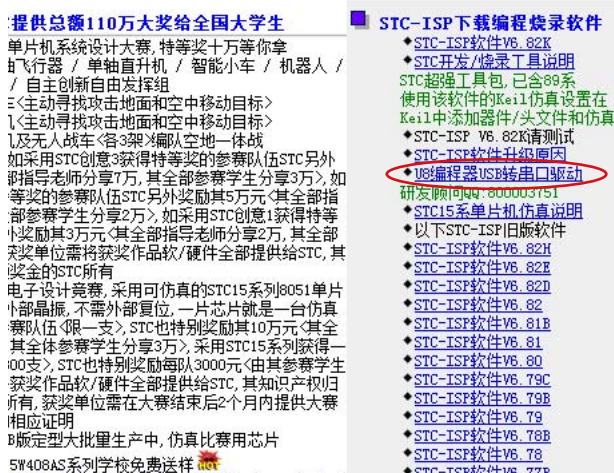 提供总额110万大奖给全国大学生
单片机系统设计大赛,特等奖十万等你拿
飞行器 / 单轴直升机 / 智能小车 / 机器人 /
/ 自主创新自由发挥组
<主动寻找攻击地面和空中移动目标>
<主动寻找攻击地面和空中移动目标>
及无人战车<各3架>编队空地一体战
如采用STC创意3获得特等奖的参赛队伍STC另外
部指导老师分享7万,其全部参赛学生分享3万>,如
等奖的参赛队伍STC另外奖励其5万元<其全部指
部参赛学生分享2万>,如采用STC创意1获得特等
外奖励其3万元<其全部指导老师分享2万,其全部
获奖单位需将获奖作品软/硬件全部提供给STC,其
奖金的STC所有
电子设计竞赛,采用可仿真的STC15系列8051单片
外部晶振,不需外部复位,一片芯片就是一台仿真
赛队伍<限一支>,STC也特别奖励其10万元<其全
其全体参赛学生分享3万>,采用STC15系列获得一
00支>,STC也特别奖励每队3000元<由其参赛学生
获奖作品软/硬件全部提供给STC,其知识产权归
所有,获奖单位需在大赛结束后2个月内提供大赛
相应证明
B版定型大批量生产中,仿真比赛用芯片
5W408AS系列学校免费送样 HOT
STC-ISP下载编程烧录软件
◆STC-ISP软件V6.82K
◆STC开发/烧录工具说明
STC超强工具包,已含89系
使用该软件的Keil仿真设置在
Keil中添加器件/头文件和仿真
◆STC-ISP V6.82K请测试
◆STC-ISP软件升级原因
◆U8编程器USB转串口驱动
研发顾问QQ:800003751
◆STC15系单片机仿真说明
◆以下STC-ISP旧版软件
◆STC-ISP软件V6.82H
◆STC-ISP软件V6.82E
◆STC-ISP软件V6.82D
◆STC-ISP软件V6.82
◆STC-ISP软件V6.81B
◆STC-ISP软件V6.81
◆STC-ISP软件V6.80
◆STC-ISP软件V6.79C
◆STC-ISP软件V6.79B
◆STC-ISP软件V6.79
◆STC-ISP软件V6.78B
◆STC-ISP软件V6.78
◆STC-ISP软件V6.77B